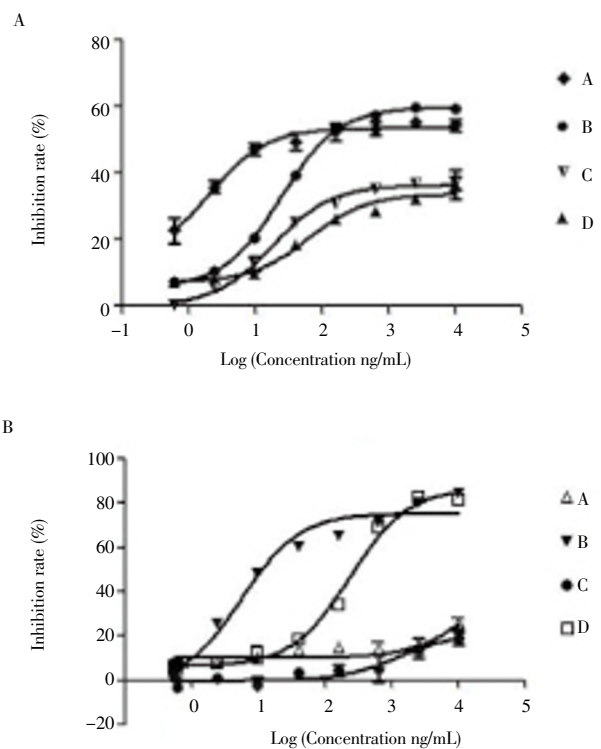 A
80
60
40
20
0
Inhibition rate (%)
−1 0 1 2 3 4 5
Log (Concentration ng/mL)
A
B
C
D
B
100
80
60
40
20
0
−20
Inhibition rate (%)
0 1 2 3 4 5
Log (Concentration ng/mL)
A
B
C
D